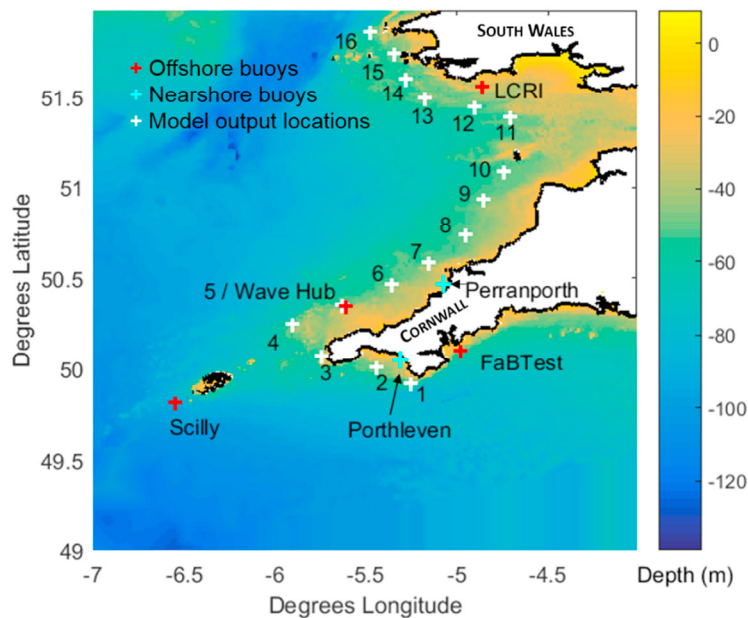 SOUTH WALES
16
Offshore buoys
15
LCRI
Nearshore buoys
14
Model output locations
13
12
11
10
9
8
7
6
5 / Wave Hub
Perranporth
4
CORNWALL
3
2
1
FaBTest
Scilly
Porthleven
51.5
51
50.5
50
49.5
49
Degrees Latitude
-7
-6.5
-6
-5.5
-5
-4.5
Degrees Longitude
0
-20
-40
-60
-80
-100
-120
Depth (m)